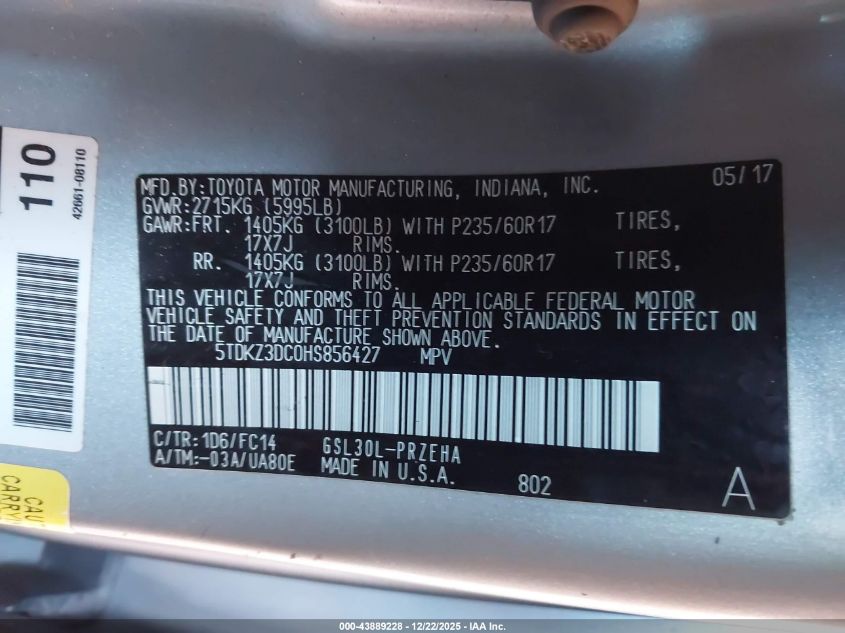 110
42661-08110
MFD.BY:TOYOTA MOTOR MANUFACTURING, INDIANA, INC. 05/17
GVWR:2715KG (5995LB)
GAWR:FRT. 1405KG (3100LB) WITH P235/60R17 TIRES,
17X7J RIMS.
RR. 1405KG (3100LB) WITH P235/60R17 TIRES,
17X7J RIMS.
THIS VEHICLE CONFORMS TO ALL APPLICABLE FEDERAL MOTOR
VEHICLE SAFETY AND THEFT PREVENTION STANDARDS IN EFFECT ON
THE DATE OF MANUFACTURE SHOWN ABOVE.
5TDKZ3DC0HS856427 MPV
C/TR:1D6/FC14 GSL30L-PRZEHA
A/TM:-03A/UA80E MADE IN U.S.A.
802 A
CAU
CARRY
000-43889228 - 12/22/2025 - IAA Inc.